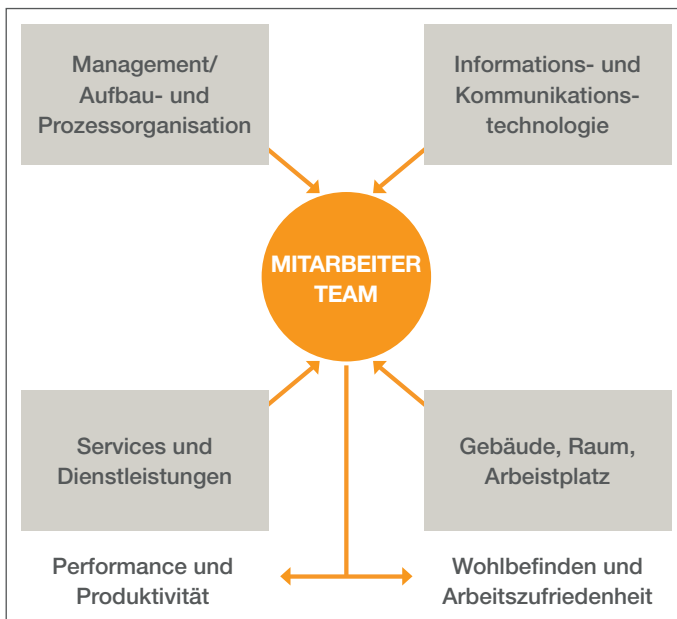 Management/
Aufbau- und
Prozessorganisation
Informations- und
Kommunikations-
technologie
MITARBEITER
TEAM
Services und
Dienstleistungen
Gebäude, Raum,
Arbeistplatz
Performance und
Produktivität
Wohlbefinden und
Arbeitszufriedenheit